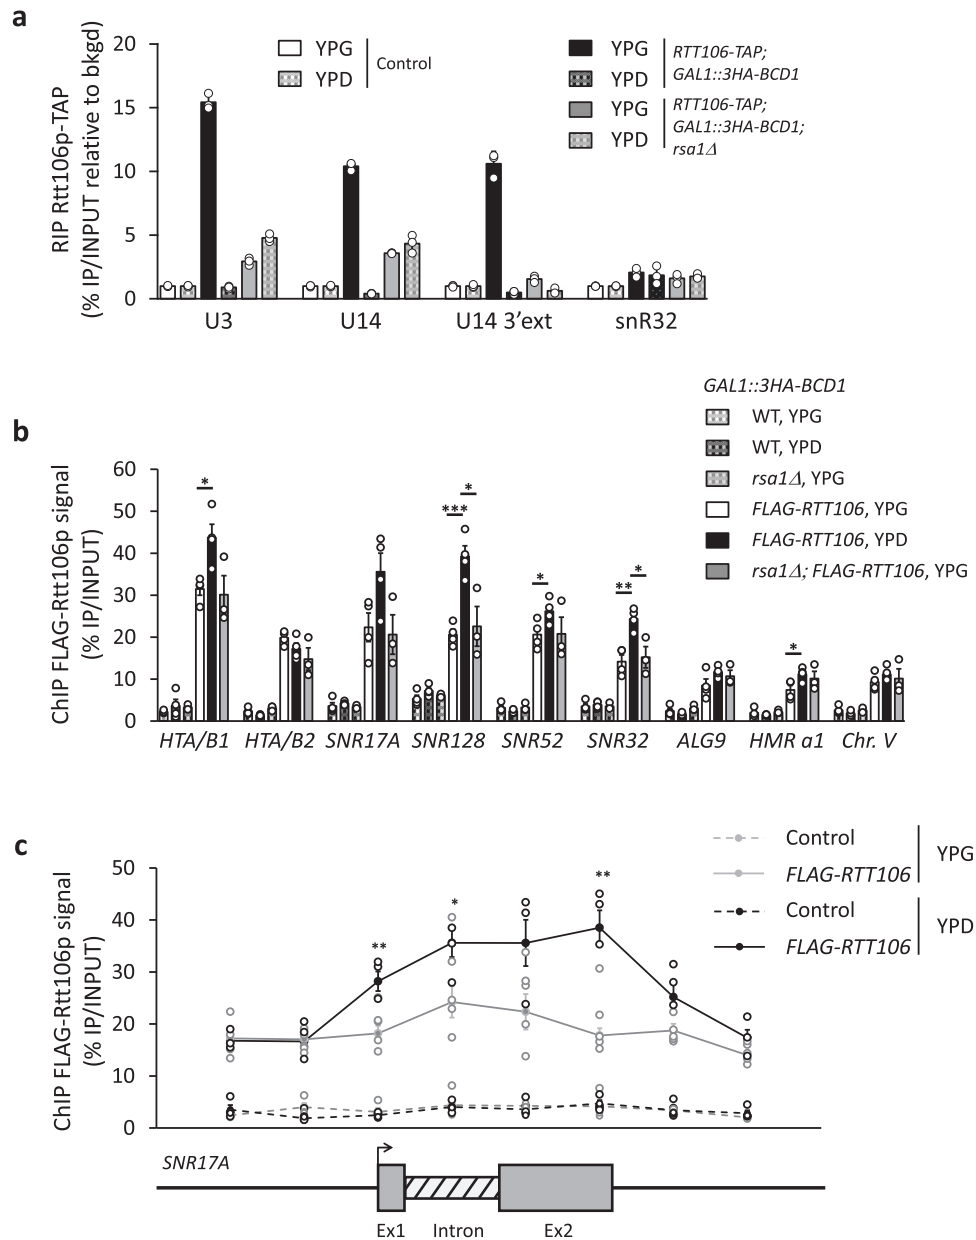 a
RIP Rtt106p-TAP
(% IP/INPUT relative to bkgd)
20
15
10
5
0
YPG
YPD
Control
YPG
YPD
RTT106-TAP;
GAL1::3HA-BCD1
YPG
YPD
RTT106-TAP;
GAL1::3HA-BCD1;
rsa1Δ
U3 U14 U14 3’ext snR32
b
GAL1::3HA-BCD1
WT, YPG
WT, YPD
rsa1Δ, YPG
FLAG-RTT106, YPG
FLAG-RTT106, YPD
rsa1Δ; FLAG-RTT106, YPG
ChIP FLAG-Rtt106p signal
(% IP/INPUT)
60
50
40
30
20
10
0
* *** * * ** * *
HTA/B1 HTA/B2 SNR17A SNR128 SNR52 SNR32 ALG9 HMR a1 Chr. V
c
Control
FLAG-RTT106
YPG
Control
FLAG-RTT106
YPD
ChIP FLAG-Rtt106p signal
(% IP/INPUT)
50
40
30
20
10
0
** * **
SNR17A
Ex1 Intron Ex2